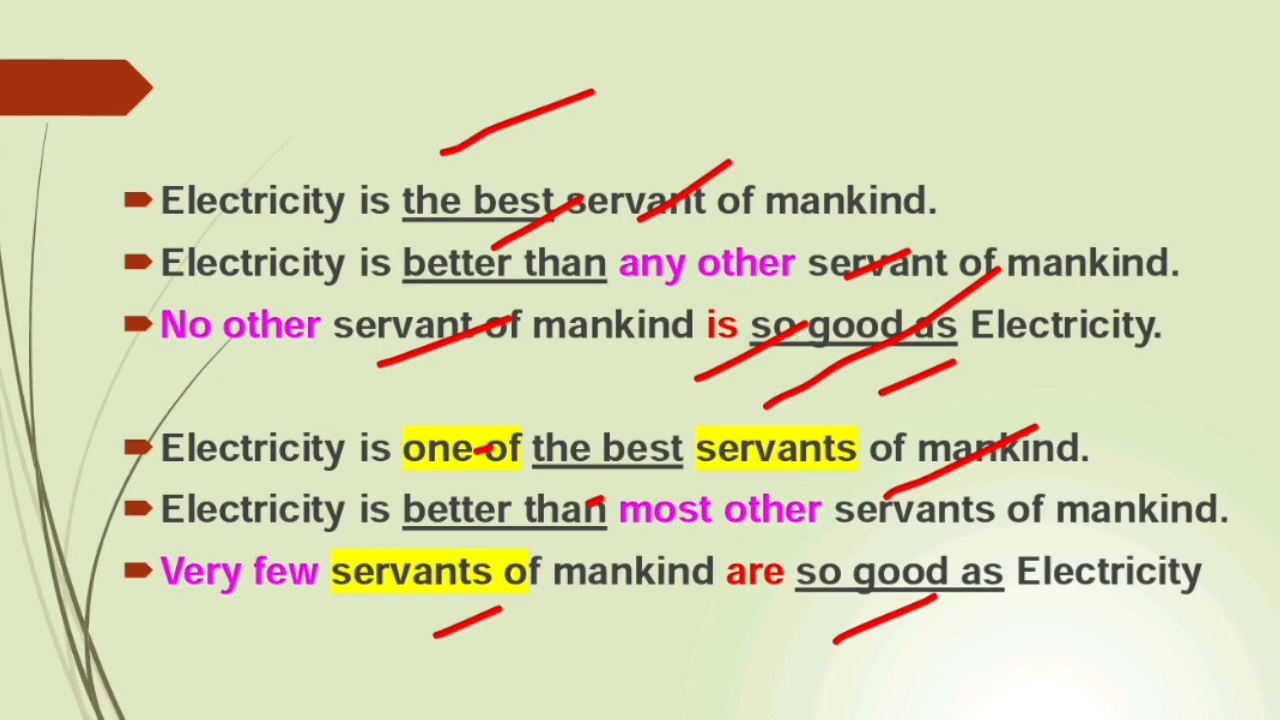 Electricity is the best servant of mankind.
Electricity is better than any other servant of mankind.
No other servant of mankind is so good as Electricity.
Electricity is one of the best servants of mankind.
Electricity is better than most other servants of mankind.
Very few servants of mankind are so good as Electricity